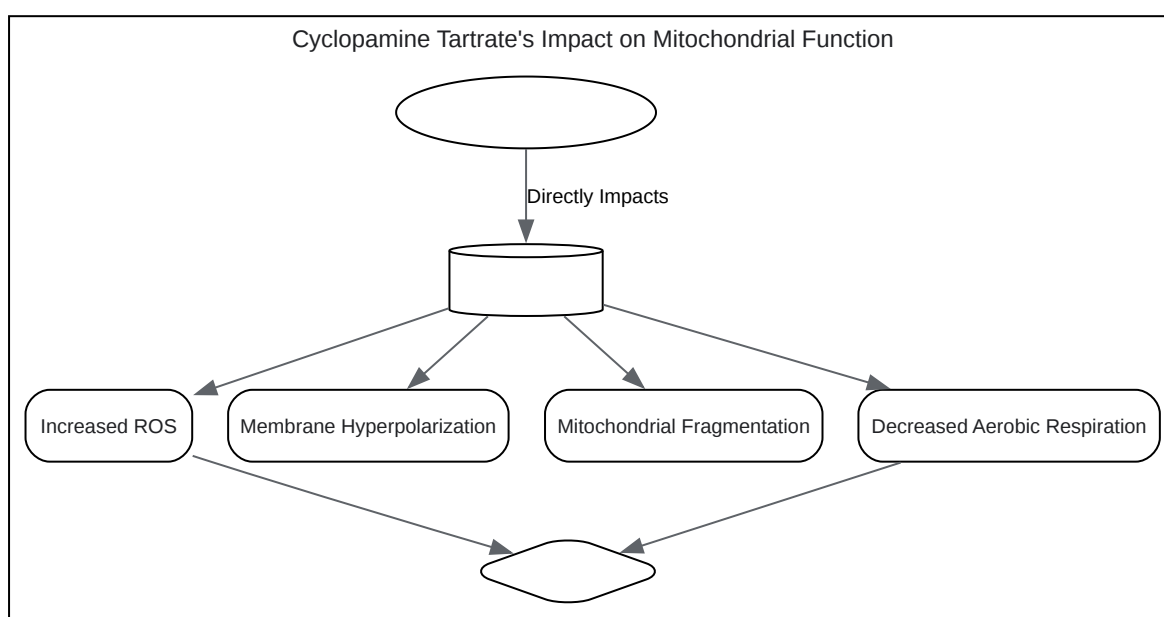 Cyclopamine Tartrate's Impact on Mitochondrial Function
Directly Impacts
Increased ROS
Membrane Hyperpolarization
Mitochondrial Fragmentation
Decreased Aerobic Respiration